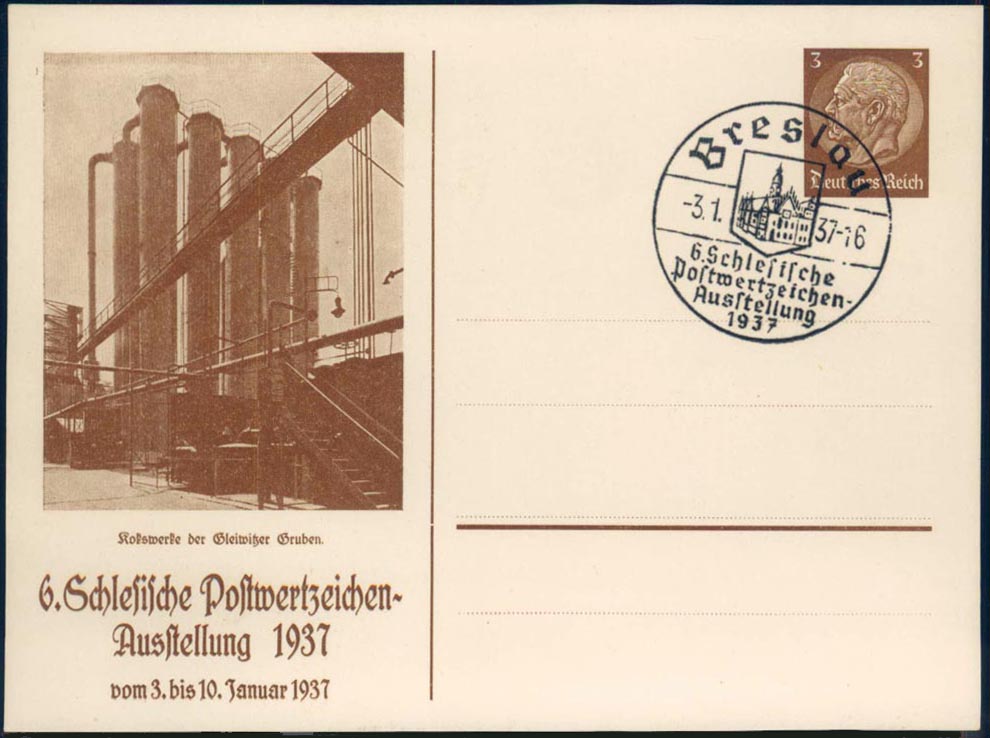 Kokswerke der Gleiwitzer Gruben.
6. Schlesische Postwertzeichen-
Ausstellung 1937
vom 3. bis 10. Januar 1937
3 3
Deutsches Reich
Breslau
-3.1. 37-16
6. Schlesische
Postwertzeichen-
Ausstellung
1937